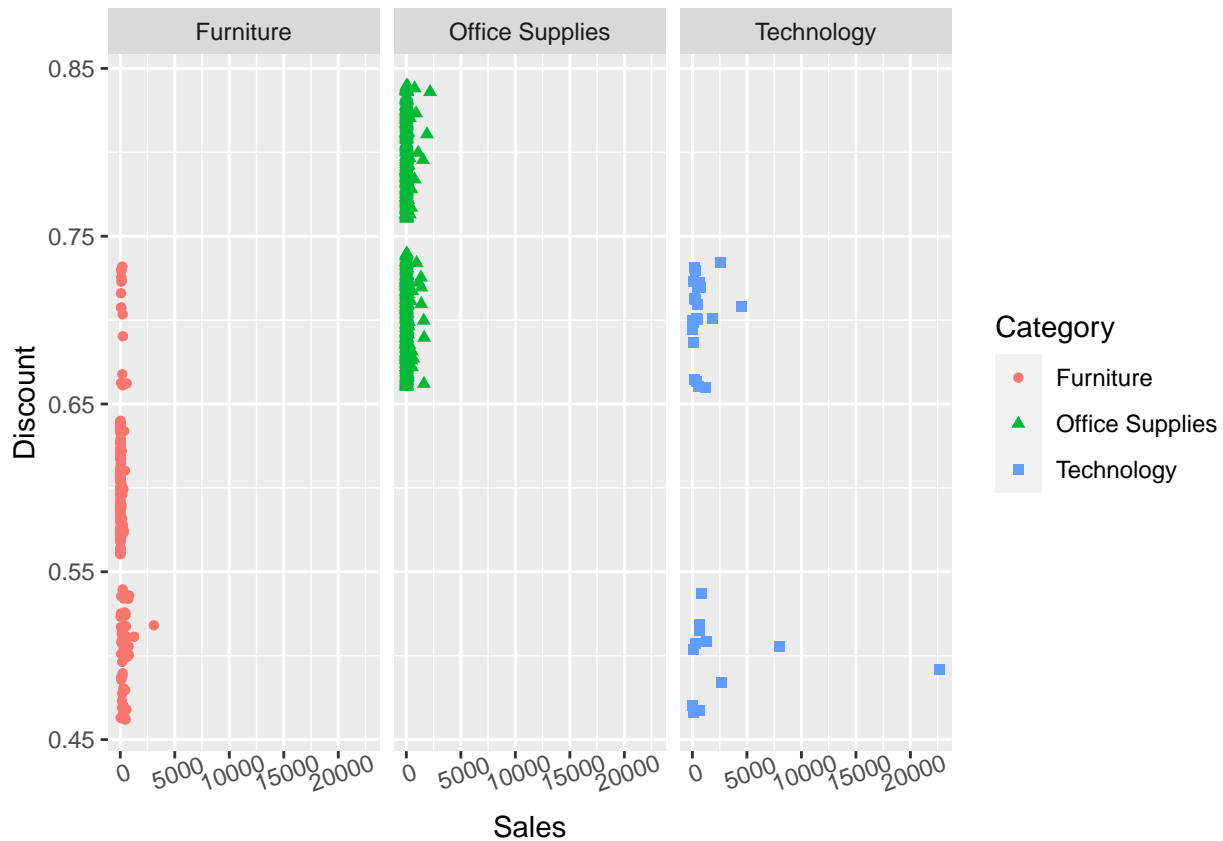 Furniture
Office Supplies
Technology
0.85
0.75
0.65
0.55
0.45
Discount
0 5000 10000 15000 20000
0 5000 10000 15000 20000
0 5000 10000 15000 20000
Sales
Category
Furniture
Office Supplies
Technology